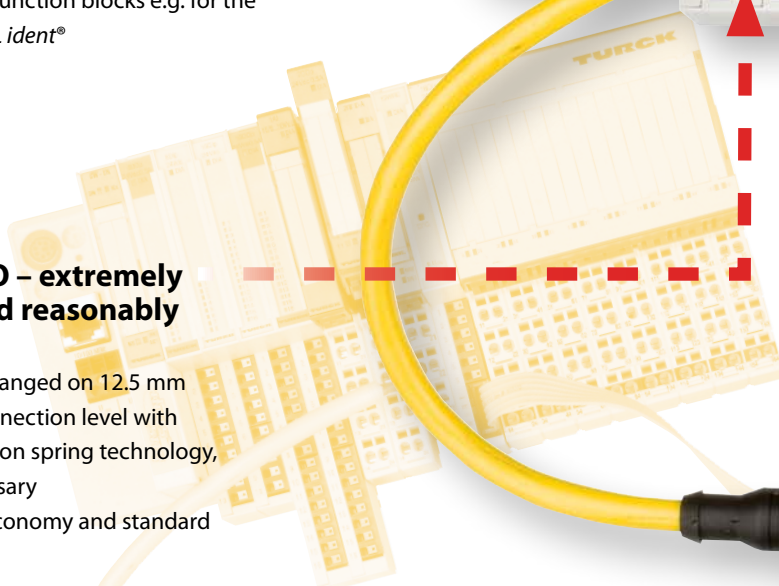 unction blocks e.g. for the
ident®
TURCK
– extremely
d reasonably
anged on 12.5 mm
nnection level with
on spring technology,
sary
conomy and standard